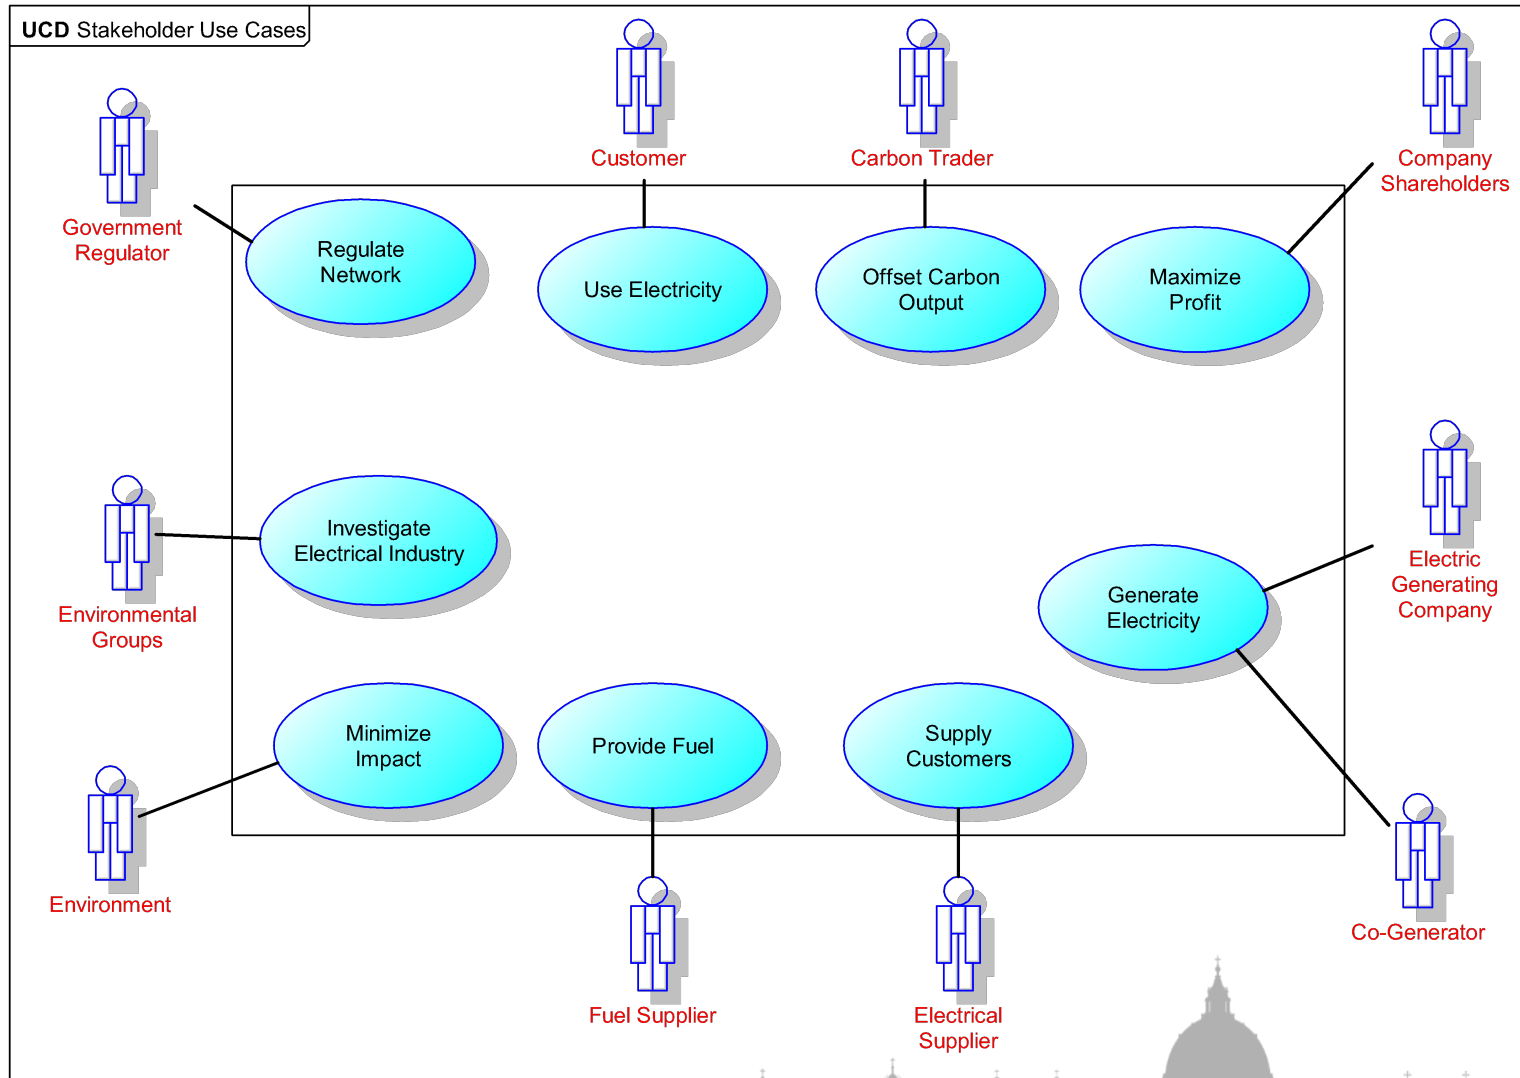 UCD Stakeholder Use Cases
Customer
Carbon Trader
Company
Shareholders
Government
Regulator
Regulate
Network
Use Electricity
Offset Carbon
Output
Maximize
Profit
Investigate
Electrical Industry
Environmental
Groups
Generate
Electricity
Electric
Generating
Company
Minimize
Impact
Provide Fuel
Supply
Customers
Environment
Co-Generator
Fuel Supplier
Electrical
Supplier